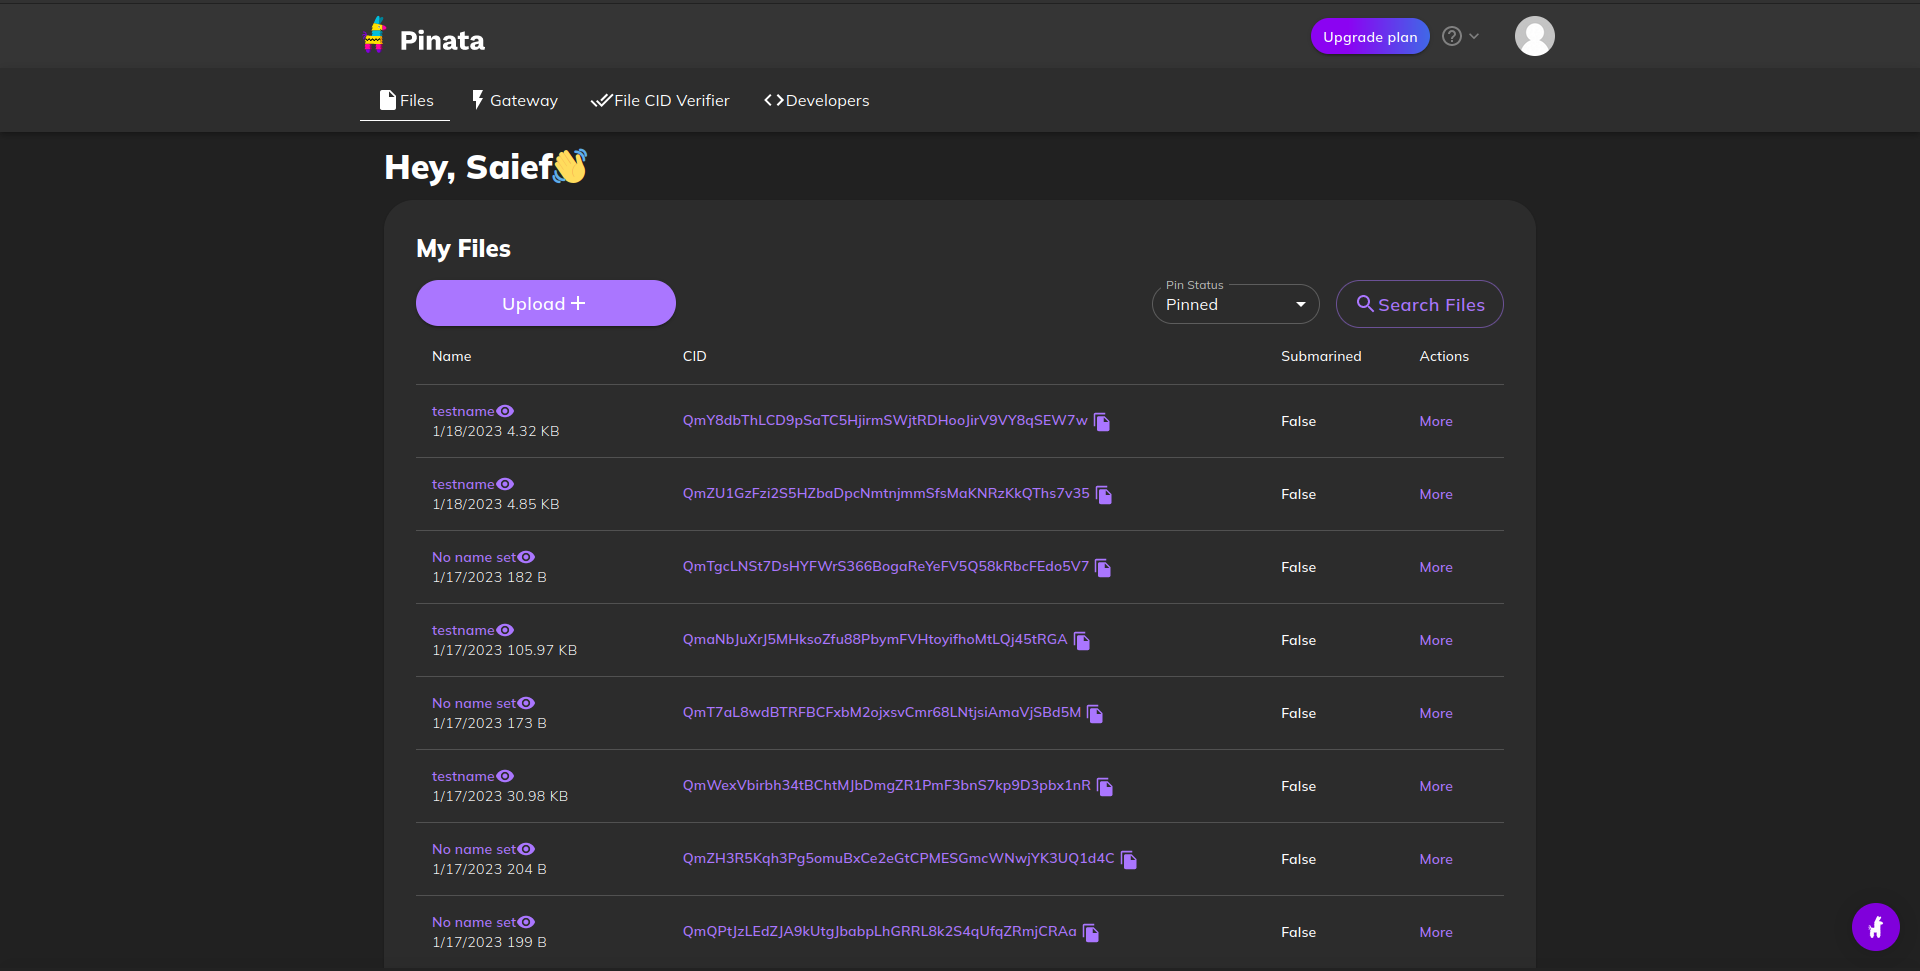 Pinata
Upgrade plan
Files Gateway File CID Verifier Developers
Hey, Saief
My Files
Upload
Pin Status
Pinned
Search Files
Name CID Submarined Actions
testname
1/18/2023 4.32 KB
QmY8dbThLCD9pSaTC5HjirmSWjtRDHooJirV9VY8qSEW7w False More
testname
1/18/2023 4.85 KB
QmZU1GzFzi2S5HZbaDpcNmtnjmmSfsMaKNRzKkQThs7v35 False More
No name set
1/17/2023 182 B
QmTgcLNSt7DsHYFWrS366BogaReYeFV5Q58kRbcFEdo5V7 False More
testname
1/17/2023 105.97 KB
QmaNbJuXrJ5MHksoZfu88PbymFVHtoyifhoMtLQj45tRGA False More
No name set
1/17/2023 173 B
QmT7aL8wdBTRFBCFxbM2ojxsvCmr68LNtjsiAmaVjSBd5M False More
testname
1/17/2023 30.98 KB
QmWexVbirbh34tBChtMJbDmgZR1PmF3bnS7kp9D3pbx1nR False More
No name set
1/17/2023 204 B
QmZH3R5Kqh3Pg5omuBxCe2eGtCPMESGmcWNwjYK3UQ1d4C False More
No name set
1/17/2023 199 B
QmQPtJzLEdZJA9kUtgJbabpLhGRRL8k2S4qUfqZRmjCRAa False More